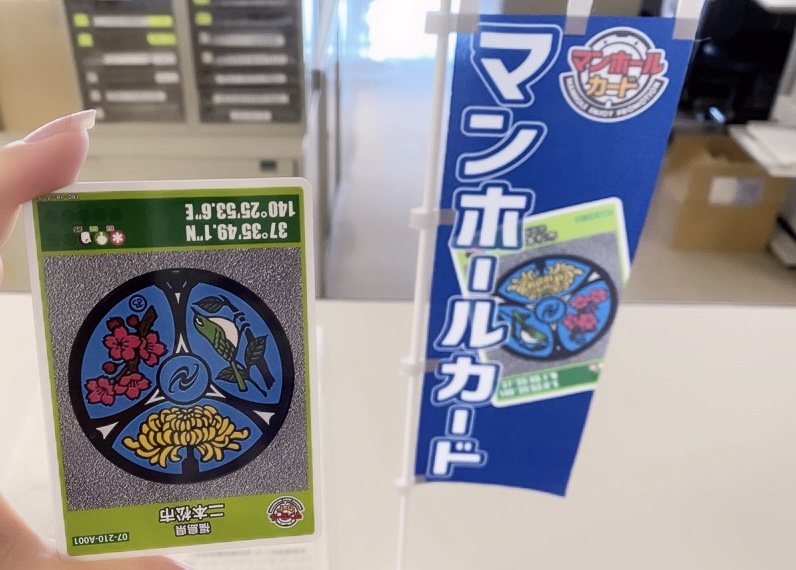 37°35'49.1"N
140°25'53.6"E
福島県
二本松市
07-210-A001
マンホールカード
マンホール
カード